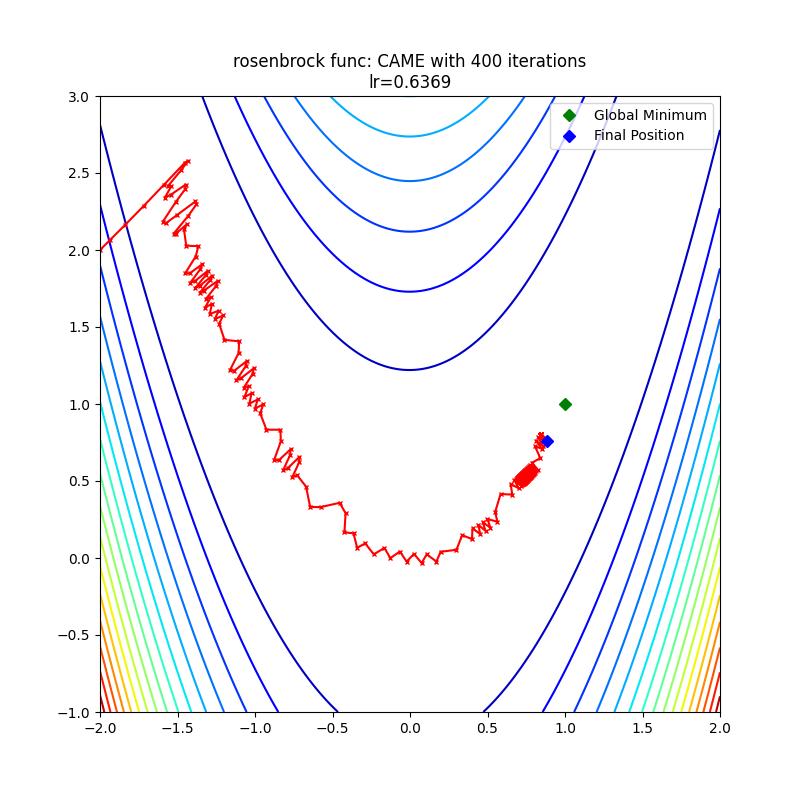 rosenbrock func: CAME with 400 iterations
lr=0.6369
Global Minimum
Final Position
3.0
2.5
2.0
1.5
1.0
0.5
0.0
−0.5
−1.0
−2.0 −1.5 −1.0 −0.5 0.0 0.5 1.0 1.5 2.0